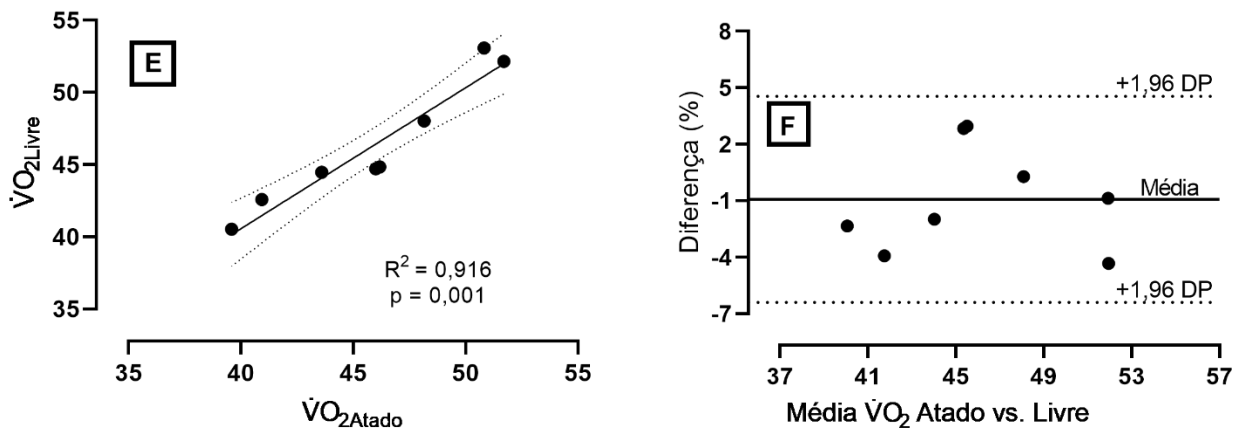 55
50
45
40
35
V̇O2Livre
E
R2 = 0,916
p = 0,001
35 40 45 50 55
V̇O2Atado
8
5
2
-1
-4
-7
Diferença (%)
F
+1,96 DP
Média
+1,96 DP
37 41 45 49 53 57
Média V̇O2 Atado vs. Livre